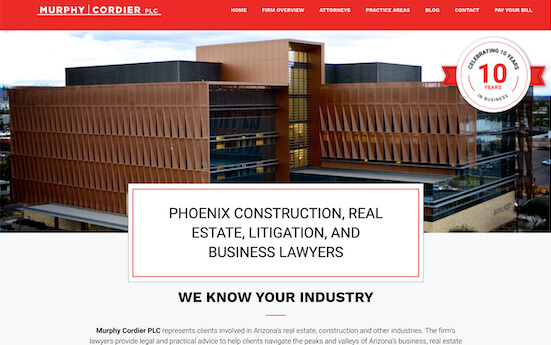 MURPHY | CORDIER PLC
HOME FIRM OVERVIEW ATTORNEYS PRACTICE AREAS BLOG CONTACT PAY YOUR BILL
CELEBRATING 10 YEARS
10
YEARS
IN BUSINESS
PHOENIX CONSTRUCTION, REAL
ESTATE, LITIGATION, AND
BUSINESS LAWYERS
WE KNOW YOUR INDUSTRY
Murphy Cordier PLC represents clients involved in Arizona's real estate, construction and other industries. The firm's
lawyers provide legal and practical advice to help clients navigate the peaks and valleys of Arizona's business, real estate